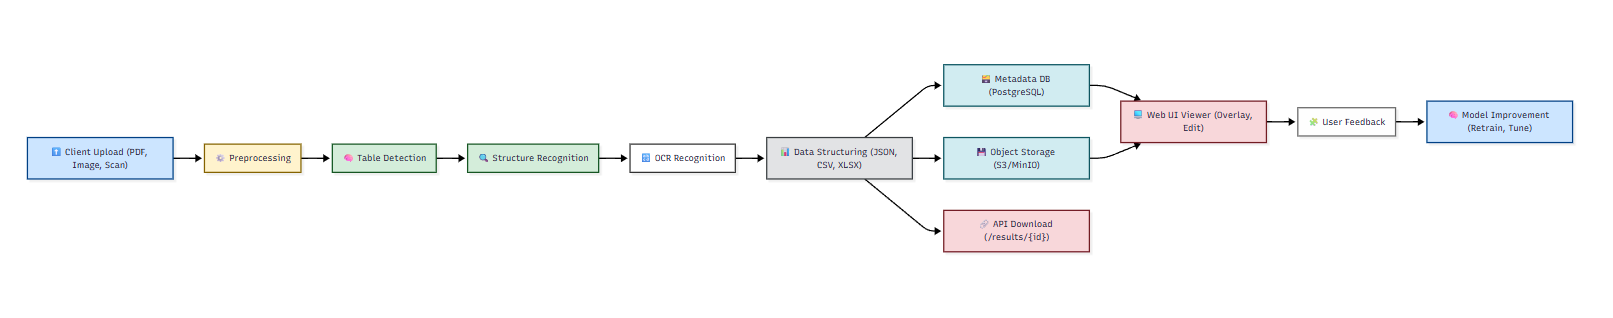 Client Upload (PDF,
Image, Scan)
Preprocessing
Table Detection
Structure Recognition
OCR Recognition
Data Structuring (JSON,
CSV, XLSX)
Metadata DB
(PostgreSQL)
Object Storage
(S3/MinIO)
API Download
(/results/{id})
Web UI Viewer (Overlay,
Edit)
User Feedback
Model Improvement
(Retrain, Tune)